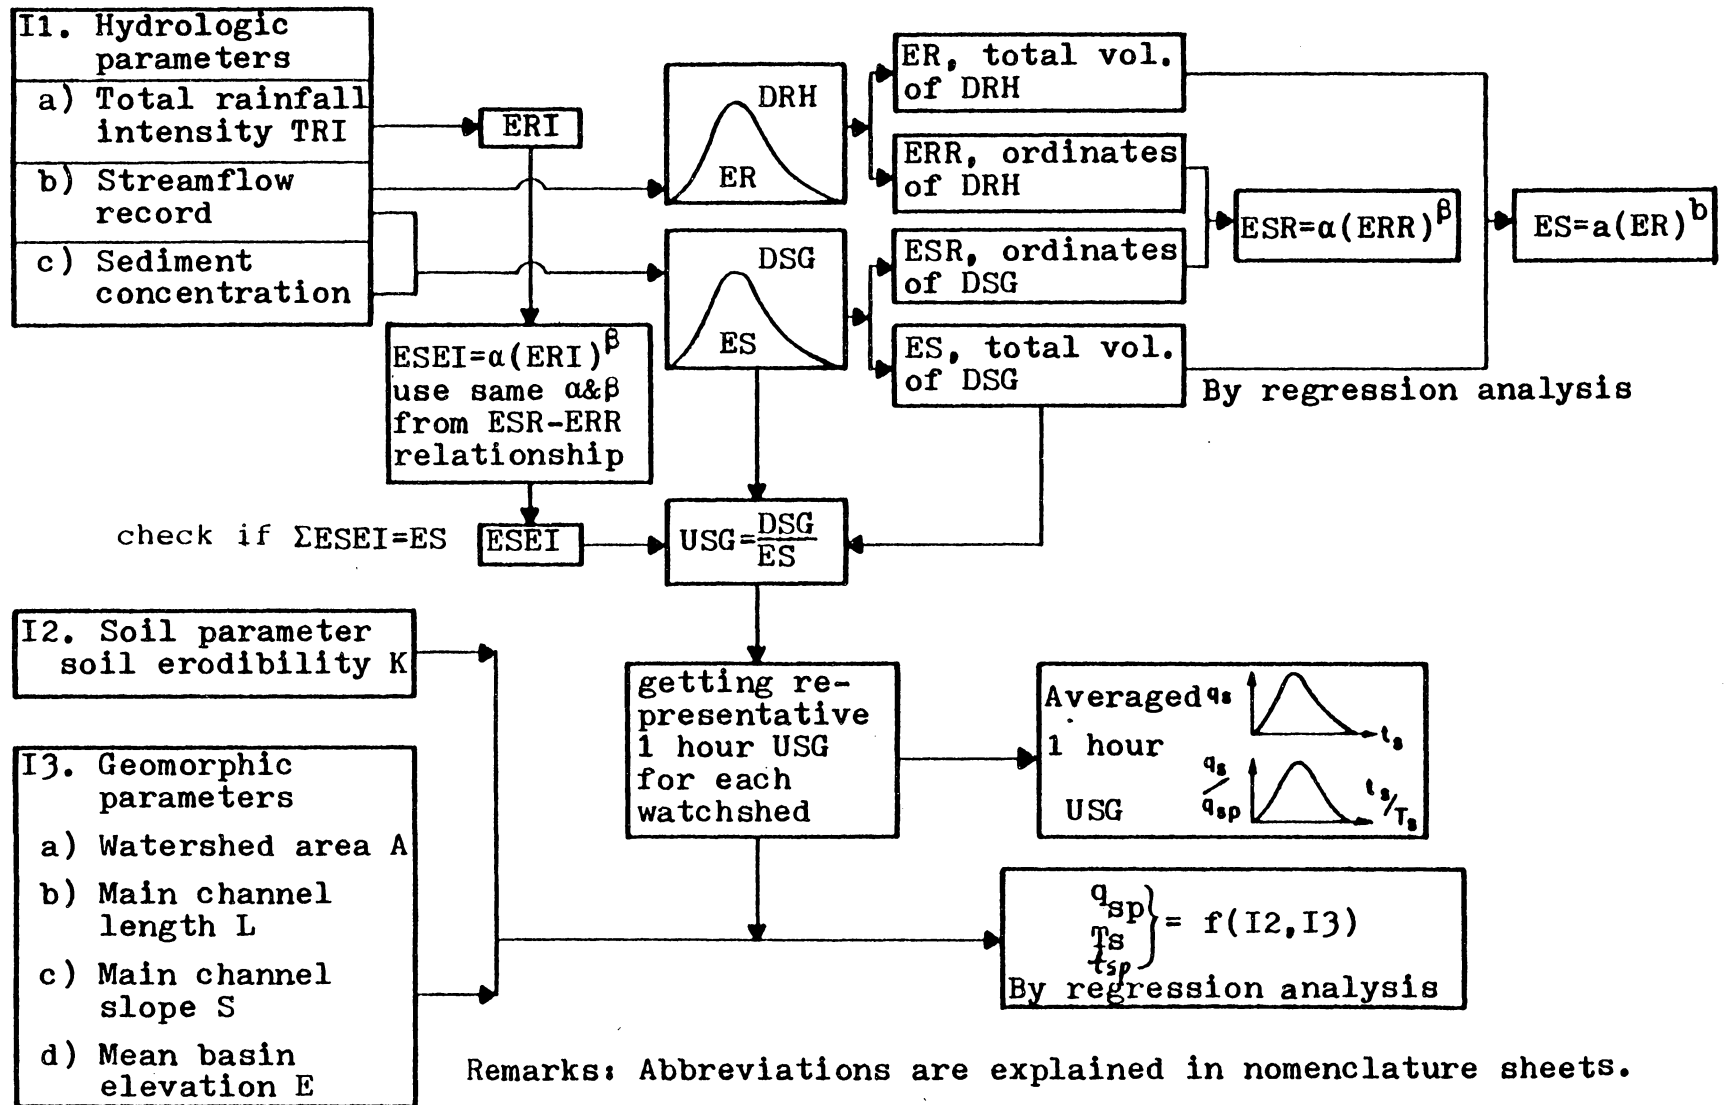 I1. Hydrologic
parameters
a) Total rainfall
intensity TRI
b) Streamflow
record
c) Sediment
concentration
ERI
DRH
ER
DSG
ES
ER, total vol.
of DRH
ERR, ordinates
of DRH
ESR, ordinates
of DSG
ES, total vol.
of DSG
ESR=α(ERR)^β
ES=a(ER)^b
By regression analysis
ESEI=α(ERI)^β
use same α&β
from ESR-ERR
relationship
check if ΣESEI=ES
ESEI
USG=DSG/ES
I2. Soil parameter
soil erodibility K
I3. Geomorphic
parameters
a) Watershed area A
b) Main channel
length L
c) Main channel
slope S
d) Mean basin
elevation E
getting re-
presentative
1 hour USG
for each
watchshed
Averaged
1 hour
USG
qs
ts
qs/qsp
ts/Ts
qsp
Ts
tsp
} = f(I2,I3)
By regression analysis
Remarks: Abbreviations are explained in nomenclature sheets.